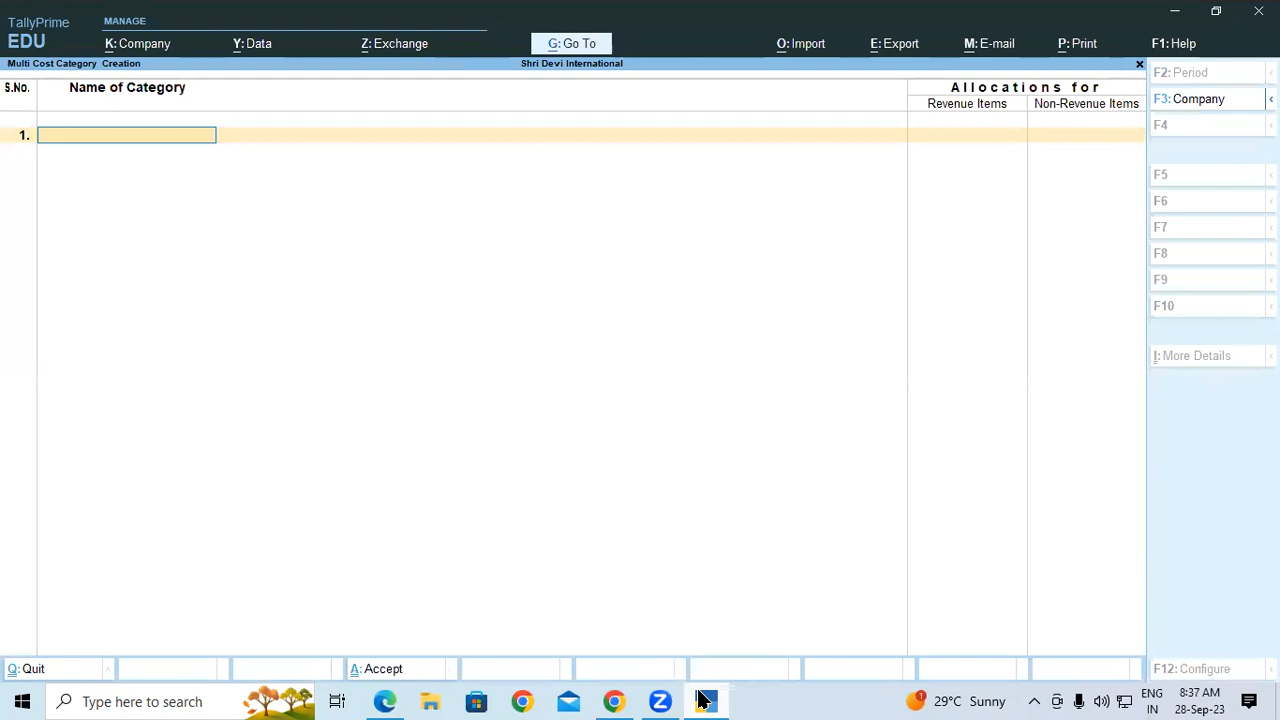 TallyPrime
EDU
MANAGE
K: Company
Y: Data
Z: Exchange
G: Go To
O: Import
E: Export
M: E-mail
P: Print
F1: Help
Multi Cost Category Creation
Shri Devi International
S.No.
Name of Category
Allocations for
Revenue Items
Non-Revenue Items
1.
F2: Period
F3: Company
F4
F5
F6
F7
F8
F9
F10
I: More Details
Q: Quit
A: Accept
F12: Configure
Type here to search
1
29°C Sunny
ENG
IN
8:37 AM
28-Sep-23